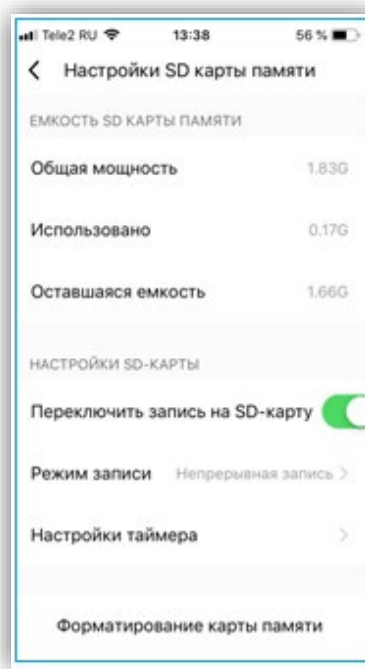 Tele2 RU 13:38 56 %
Настройки SD карты памяти
ЕМКОСТЬ SD КАРТЫ ПАМЯТИ
Общая мощность 1.83G
Использовано 0.17G
Оставшаяся емкость 1.66G
НАСТРОЙКИ SD-КАРТЫ
Переключить запись на SD-карту
Режим записи Непрерывная запись
Настройки таймера
Форматирование карты памяти